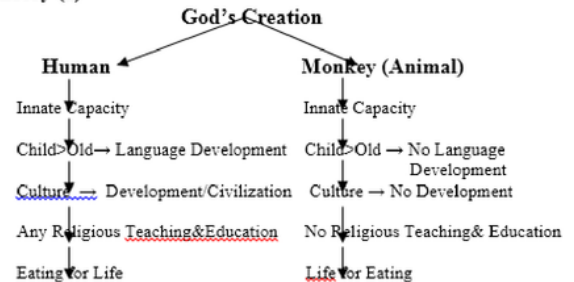 God's Creation
Human
Monkey (Animal)
Innate Capacity
Innate Capacity
Child>Old→ Language Development
Child>Old → No Language
Development
Culture → Development/Civilization
Culture → No Development
Any Religious Teaching&Education
No Religious Teaching& Education
Eating for Life
Life for Eating